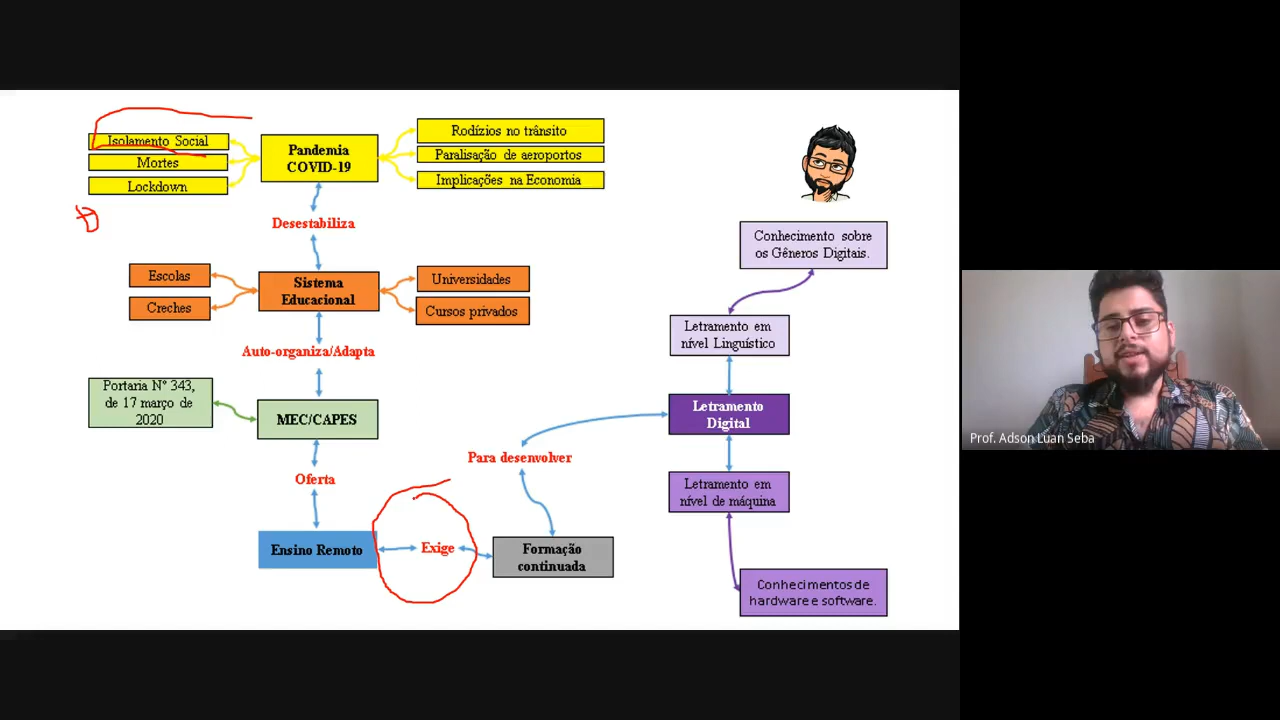 Isolamento Social
Mortes
Lockdown
Pandemia
COVID-19
Rodízios no trânsito
Paralisação de aeroportos
Implicações na Economia
Desestabiliza
Escolas
Creches
Sistema
Educacional
Universidades
Cursos privados
Auto-organiza/Adapta
Portaria N° 343,
de 17 março de
2020
MEC/CAPES
Oferta
Ensino Remoto
Exige
Formação
continuada
Para desenvolver
Conhecimento sobre
os Gêneros Digitais.
Letramento em
nível Linguístico
Letramento
Digital
Letramento em
nível de máquina
Conhecimentos de
hardware e software.
Prof. Adson Luan Seba